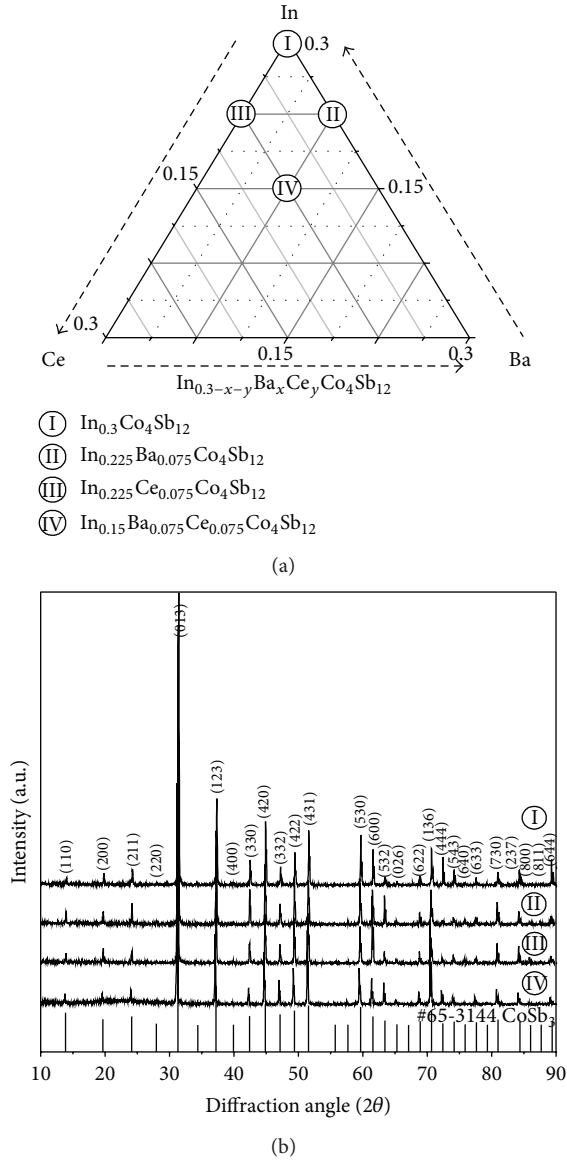 In
I 0.3
III II
0.15 IV 0.15
0.3 0.15 0.3
Ce Ba
In0.3−x−yBaxCeyCo4Sb12
I In0.3Co4Sb12
II In0.225Ba0.075Co4Sb12
III In0.225Ce0.075Co4Sb12
IV In0.15Ba0.075Ce0.075Co4Sb12
(a)
Intensity (a.u.)
(110) (200) (211) (220) (013) (123) (400) (330) (420) (332) (422) (431) (530) (600) (532) (026) (622) (136) (444) (543) (640) (633) (730) (237) (800) (811) (644)
I
II
III
IV
#65-3144 CoSb3
10 20 30 40 50 60 70 80 90
Diffraction angle (2θ)
(b)